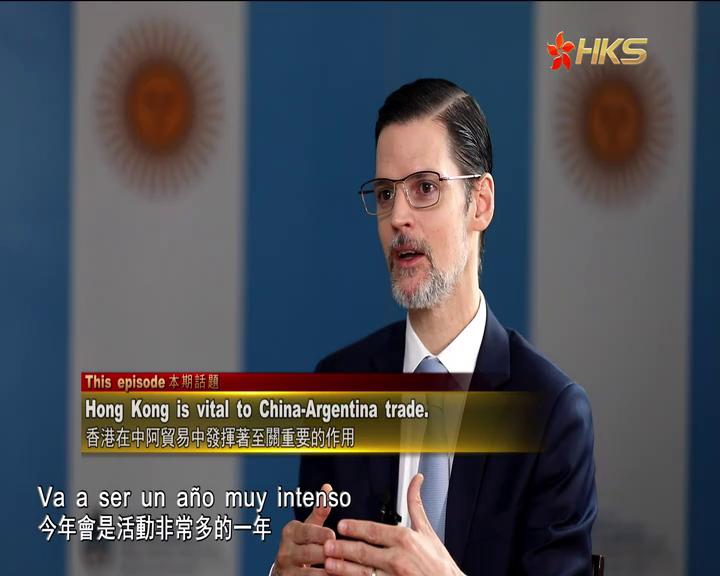 HKS
This episode 本期話題
Hong Kong is vital to China-Argentina trade.
香港在中阿貿易中發揮著至關重要的作用
Va a ser un año muy intenso
今年會是活動非常多的一年